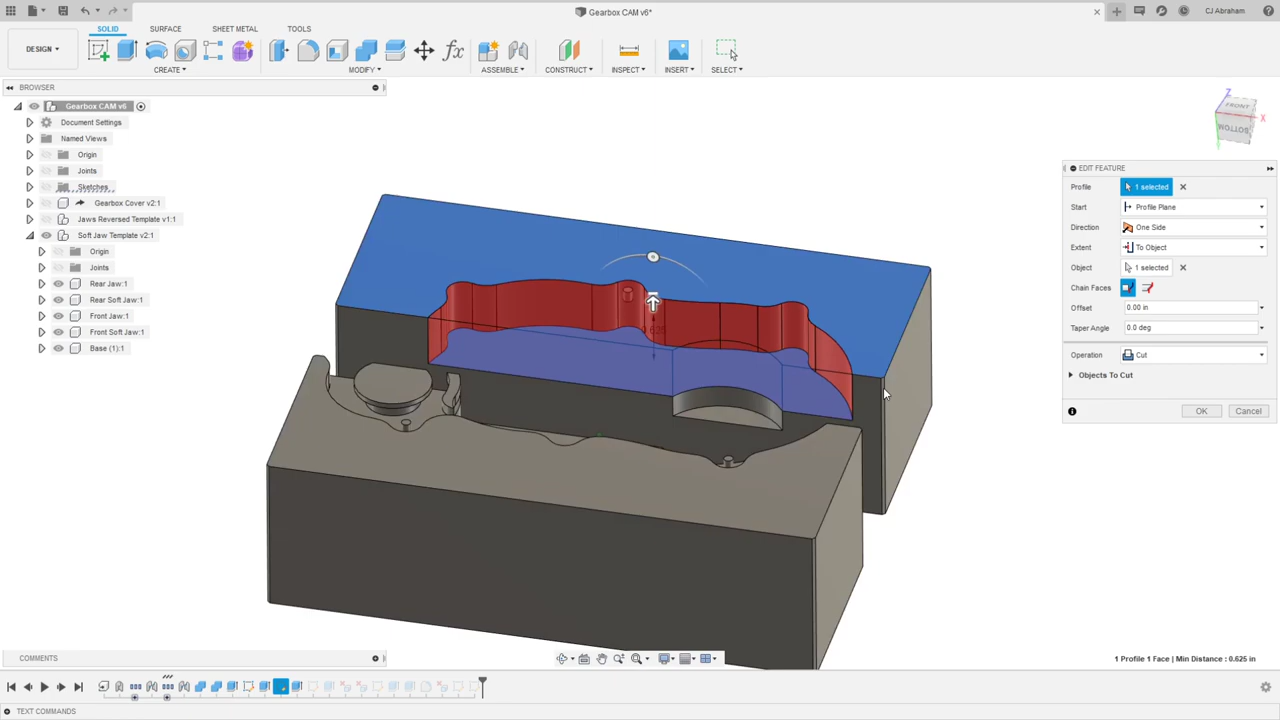 Gearbox CAM v6*
CJ Abraham
DESIGN
SOLID
SURFACE
SHEET METAL
TOOLS
CREATE
MODIFY
ASSEMBLE
CONSTRUCT
INSPECT
INSERT
SELECT
BROWSER
Gearbox CAM v6
Document Settings
Named Views
Origin
Joints
Sketches
Gearbox Cover v2:1
Jaws Reversed Template v1:1
Soft Jaw Template v2:1
Origin
Joints
Rear Jaw:1
Rear Soft Jaw:1
Front Jaw:1
Front Soft Jaw:1
Base (1):1
Z
FRONT
X
BOTTOM
EDIT FEATURE
Profile 1 selected
Start Profile Plane
Direction One Side
Extent To Object
Object 1 selected
Chain Faces
Offset 0.00 in
Taper Angle 0.0 deg
Operation Cut
Objects To Cut
OK Cancel
COMMENTS
1 Profile 1 Face | Min Distance : 0.625 in
TEXT COMMANDS